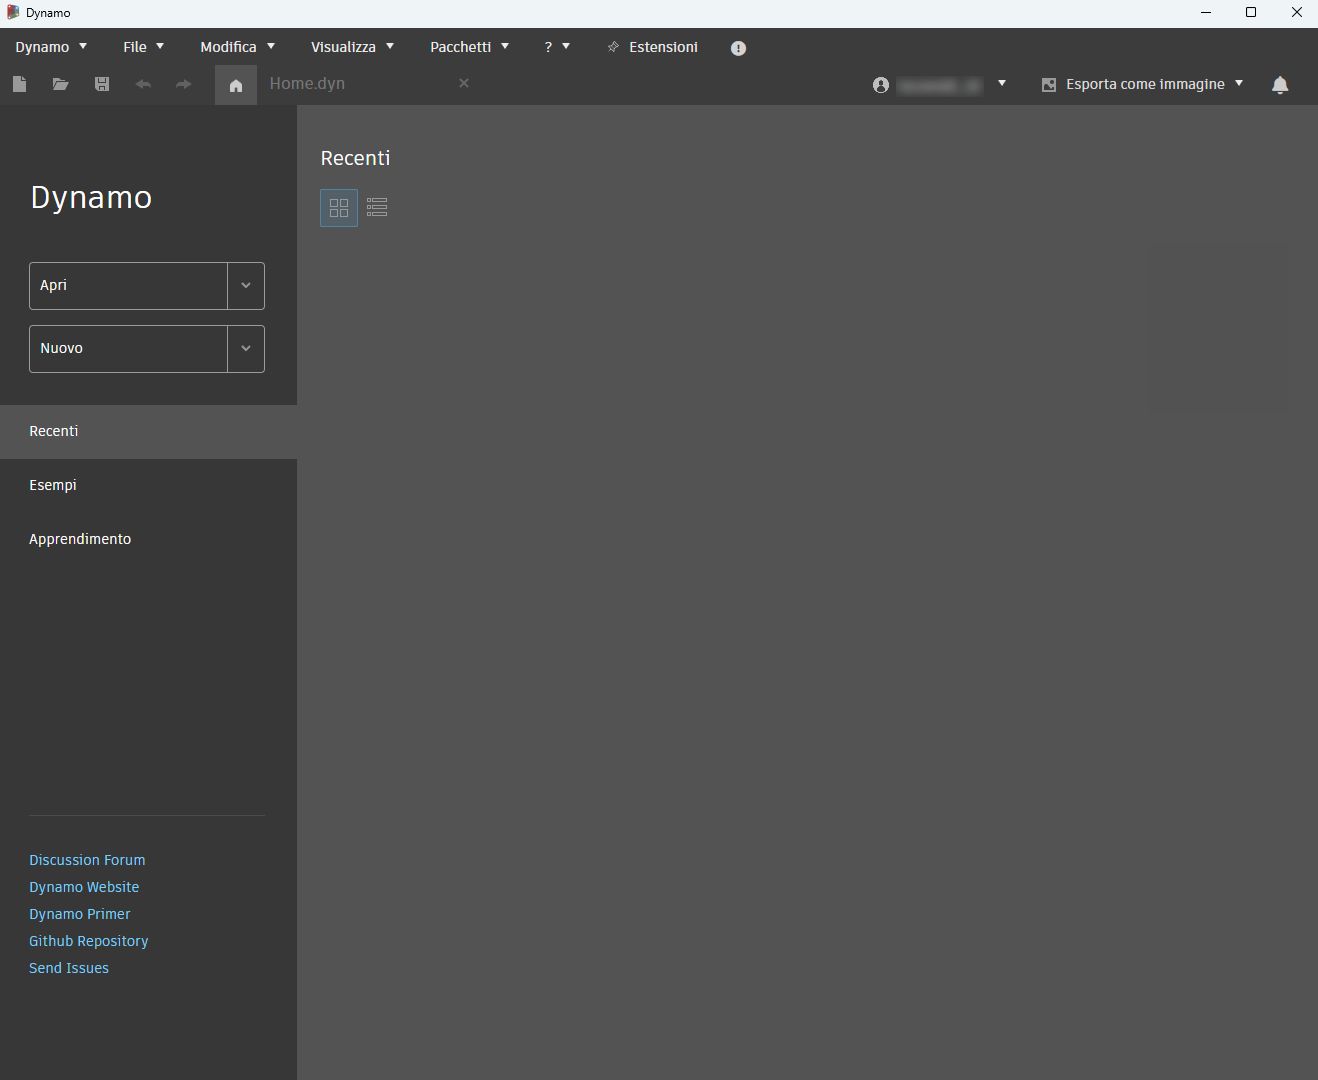 Dynamo
Dynamo File Modifica Visualizza Pacchetti ? Estensioni
Home.dyn Esporta come immagine
Dynamo
Apri
Nuovo
Recenti
Esempi
Apprendimento
Discussion Forum
Dynamo Website
Dynamo Primer
Github Repository
Send Issues
Recenti